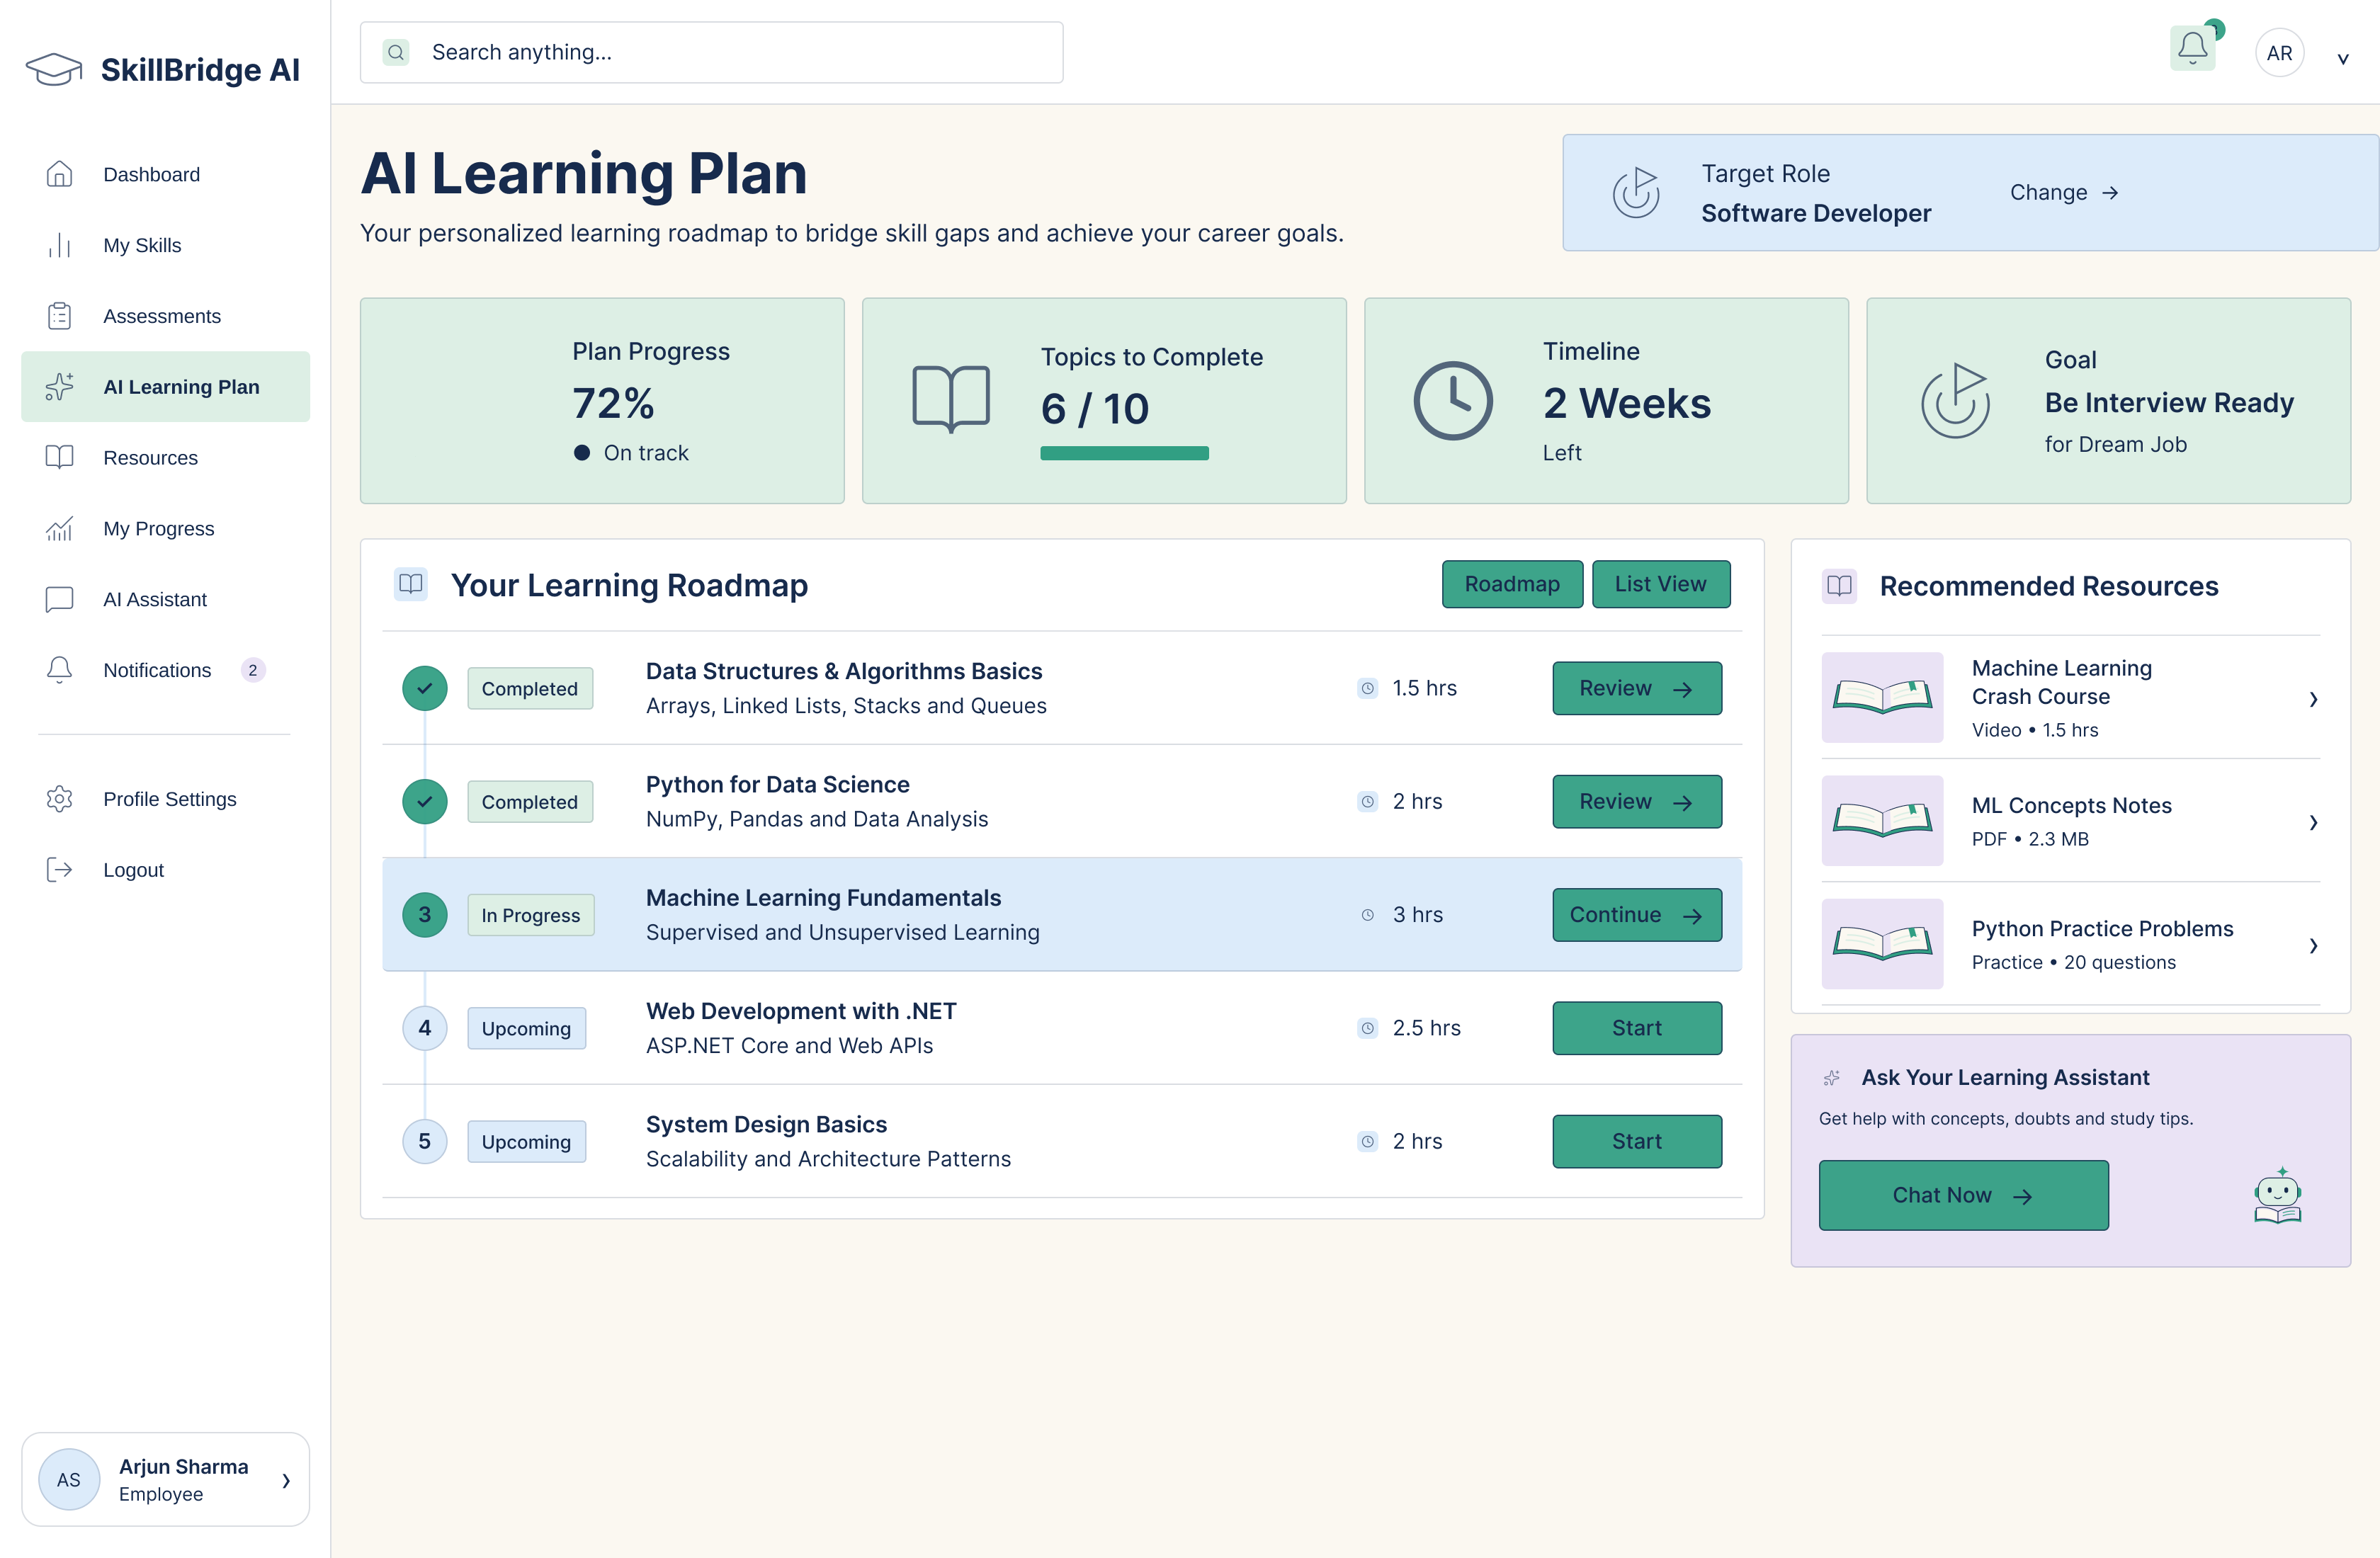 SkillBridge AI
Dashboard
My Skills
Assessments
AI Learning Plan
Resources
My Progress
AI Assistant
Notifications 2
Profile Settings
Logout
AS
Arjun Sharma
Employee
Search anything...
AR
AI Learning Plan
Your personalized learning roadmap to bridge skill gaps and achieve your career goals.
Target Role
Software Developer
Change →
Plan Progress
72%
On track
Topics to Complete
6 / 10
Timeline
2 Weeks
Left
Goal
Be Interview Ready
for Dream Job
Your Learning Roadmap
Roadmap
List View
Completed
Data Structures & Algorithms Basics
Arrays, Linked Lists, Stacks and Queues
1.5 hrs
Review →
Completed
Python for Data Science
NumPy, Pandas and Data Analysis
2 hrs
Review →
3
In Progress
Machine Learning Fundamentals
Supervised and Unsupervised Learning
3 hrs
Continue →
4
Upcoming
Web Development with .NET
ASP.NET Core and Web APIs
2.5 hrs
Start
5
Upcoming
System Design Basics
Scalability and Architecture Patterns
2 hrs
Start
Recommended Resources
Machine Learning
Crash Course
Video • 1.5 hrs
ML Concepts Notes
PDF • 2.3 MB
Python Practice Problems
Practice • 20 questions
Ask Your Learning Assistant
Get help with concepts, doubts and study tips.
Chat Now →